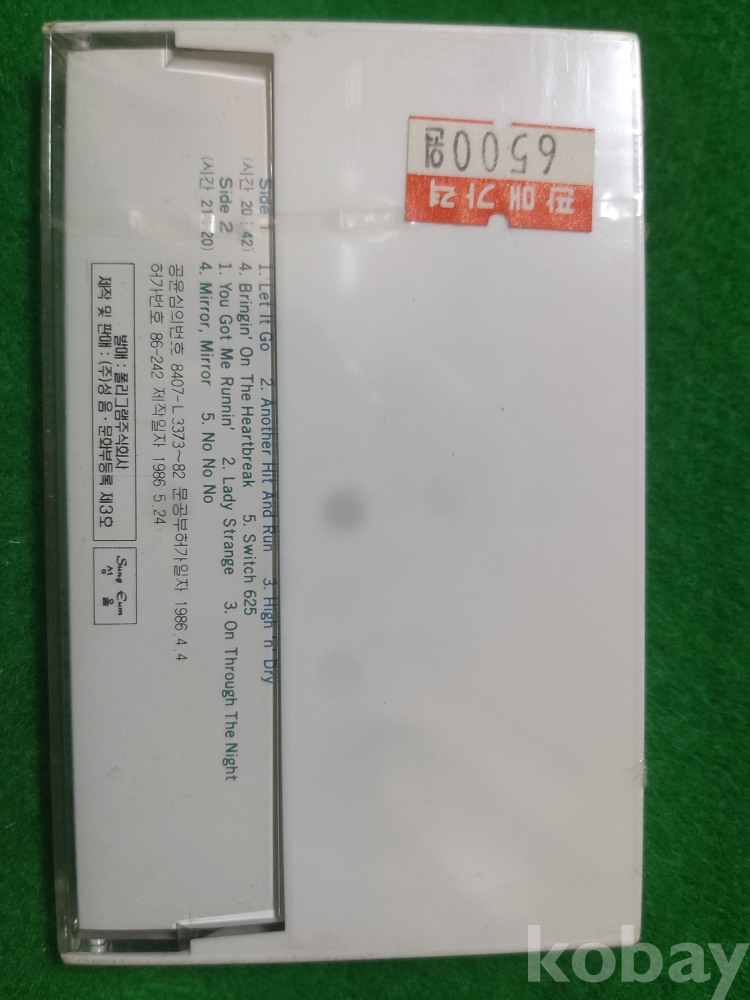 6500원
판매가격
Side 1 1. Let It Go 2. Another Hit And Run 3. High 'n' Dry
(시간 20 : 42) 4. Bringin' On The Heartbreak 5. Switch 625
Side 2 1. You Got Me Runnin' 2. Lady Strange 3. On Through The Night
(시간 21 : 20) 4. Mirror, Mirror 5. No No No
공윤심의번호 8407-L 3373~82 문공부허가일자 1986. 4. 4
허가번호 86-242 제작일자 1986. 5. 24
발매 : 폴리그램주식회사
제작 및 판매 : (주)성음 · 문화부등록 제3호
Sung Eum
성음
kobay